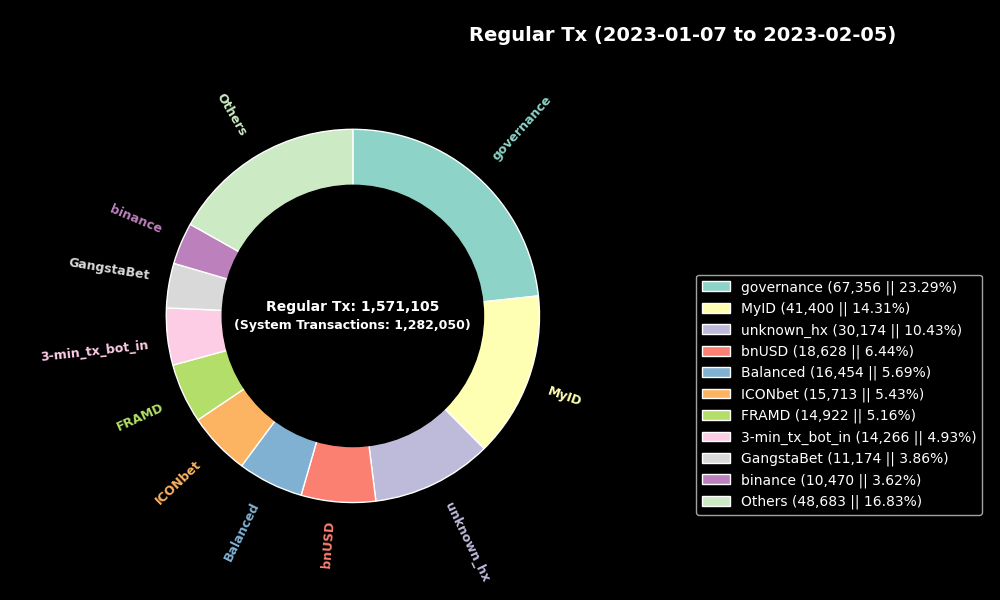 Regular Tx (2023-01-07 to 2023-02-05)
Others
governance
binance
GangstaBet
Regular Tx: 1,571,105
(System Transactions: 1,282,050)
3-min_tx_bot_in
MyID
FRAMD
ICONbet
Balanced
bnUSD
unknown_hx
governance (67,356 || 23.29%)
MyID (41,400 || 14.31%)
unknown_hx (30,174 || 10.43%)
bnUSD (18,628 || 6.44%)
Balanced (16,454 || 5.69%)
ICONbet (15,713 || 5.43%)
FRAMD (14,922 || 5.16%)
3-min_tx_bot_in (14,266 || 4.93%)
GangstaBet (11,174 || 3.86%)
binance (10,470 || 3.62%)
Others (48,683 || 16.83%)